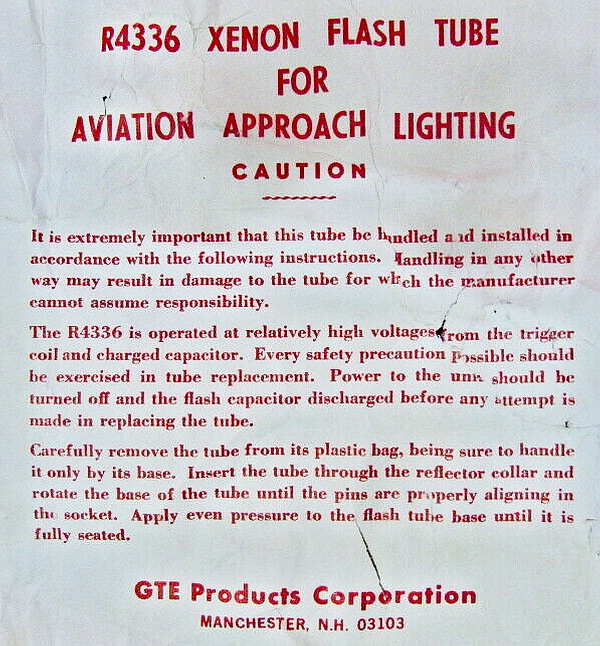 R4336 XENON FLASH TUBE
FOR
AVIATION APPROACH LIGHTING
CAUTION
It is extremely important that this tube be handled and installed in
accordance with the following instructions. Handling in any other
way may result in damage to the tube for which the manufacturer
cannot assume responsibility.
The R4336 is operated at relatively high voltages from the trigger
coil and charged capacitor. Every safety precaution possible should
be exercised in tube replacement. Power to the unit should be
turned off and the flash capacitor discharged before any attempt is
made in replacing the tube.
Carefully remove the tube from its plastic bag, being sure to handle
it only by its base. Insert the tube through the reflector collar and
rotate the base of the tube until the pins are properly aligning in
the socket. Apply even pressure to the flash tube base until it is
fully seated.
GTE Products Corporation
MANCHESTER, N.H. 03103